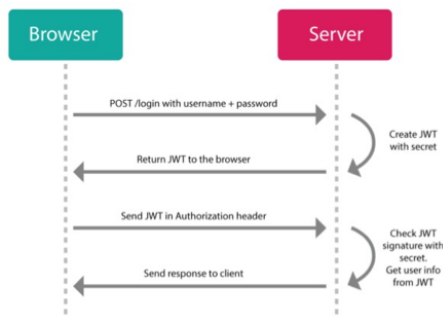 Browser
Server
POST /login with username + password
Create JWT
with secret
Return JWT to the browser
Send JWT in Authorization header
Check JWT
signature with
secret.
Get user info
from JWT
Send response to client